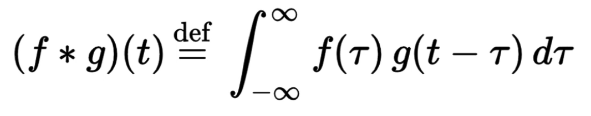 (f ∗ g)(t) ≝ ∫_{−∞}^{∞} f(τ) g(t − τ) dτ